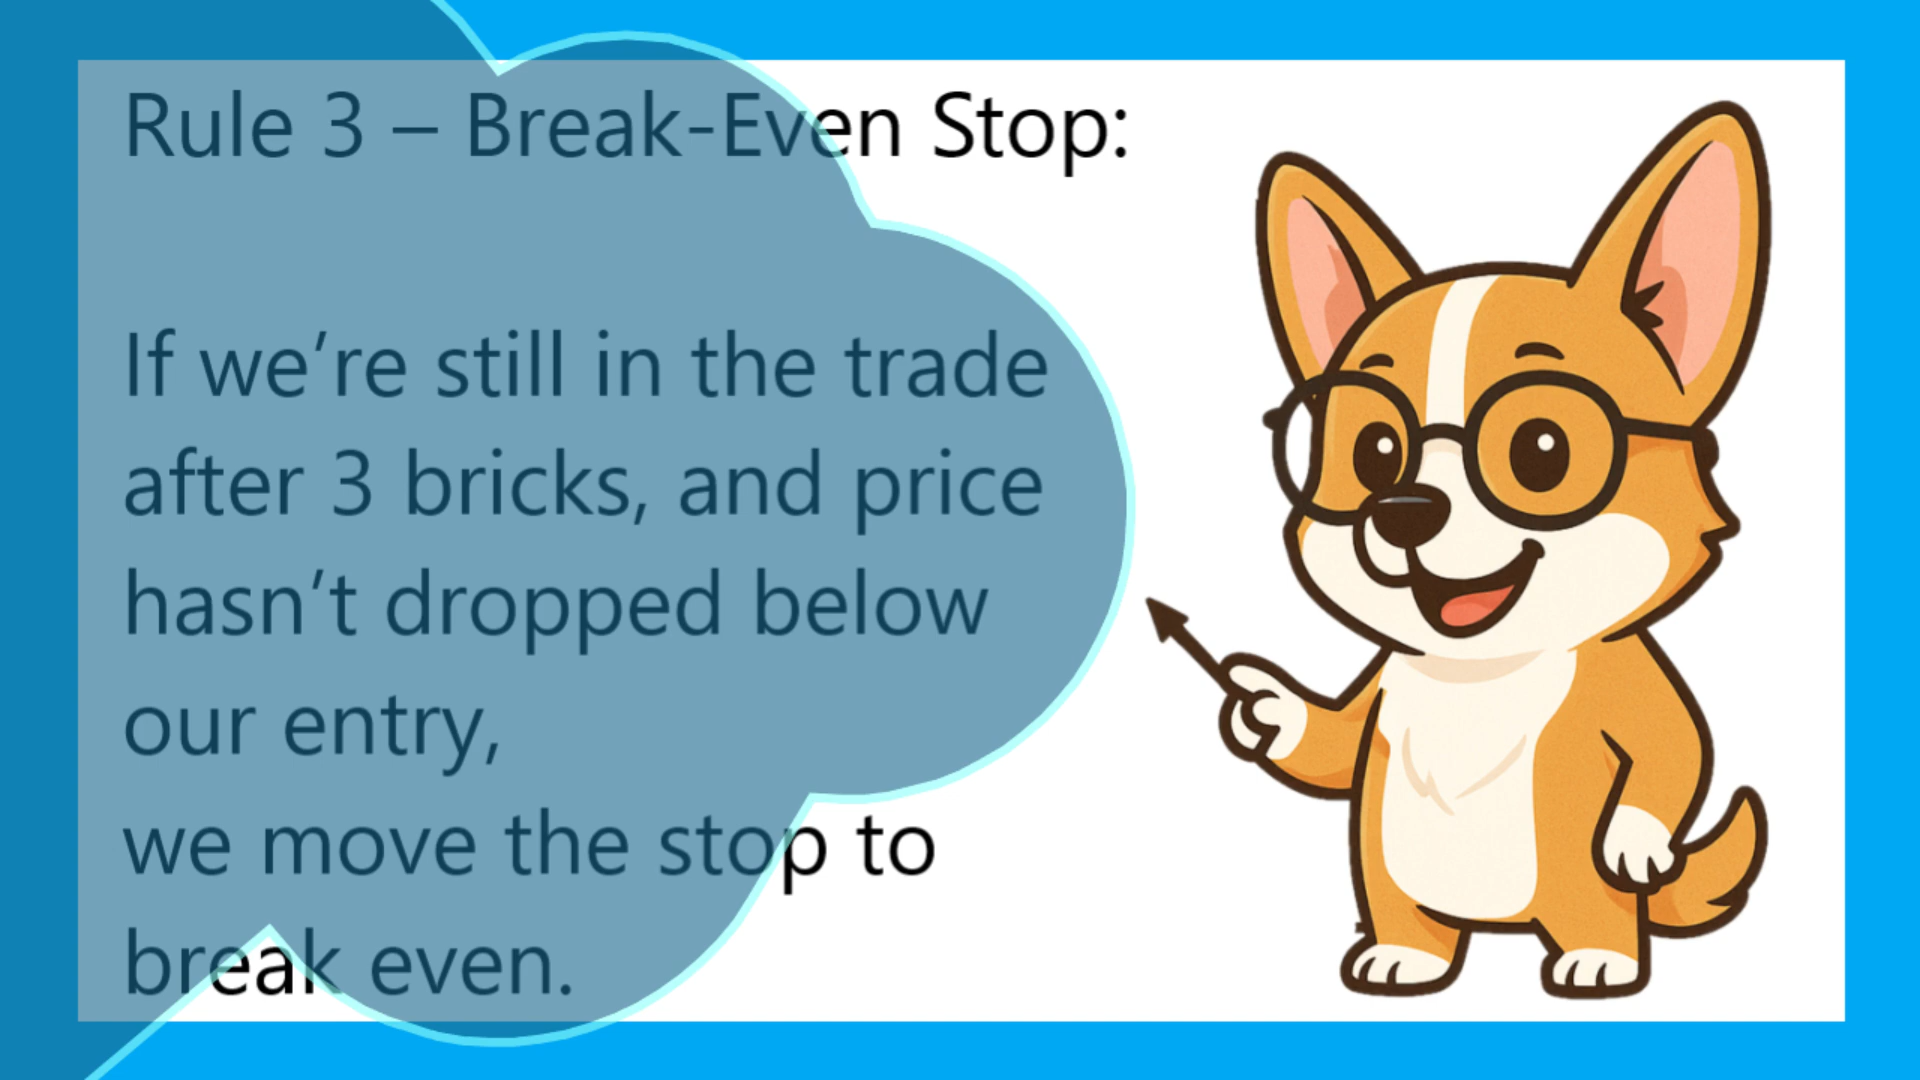 Rule 3 – Break-Even Stop:
If we’re still in the trade
after 3 bricks, and price
hasn’t dropped below
our entry,
we move the stop to
break even.